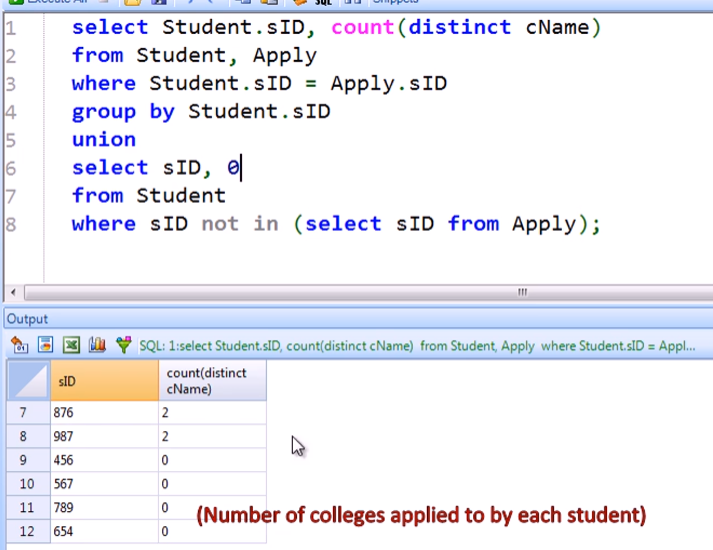 Execute All
SQL
Snippets
1 select Student.sID, count(distinct cName)
2 from Student, Apply
3 where Student.sID = Apply.sID
4 group by Student.sID
5 union
6 select sID, 0
7 from Student
8 where sID not in (select sID from Apply);
Output
SQL: 1:select Student.sID, count(distinct cName) from Student, Apply where Student.sID = Appl...
sID count(distinct
cName)
7 876 2
8 987 2
9 456 0
10 567 0
11 789 0
12 654 0
(Number of colleges applied to by each student)